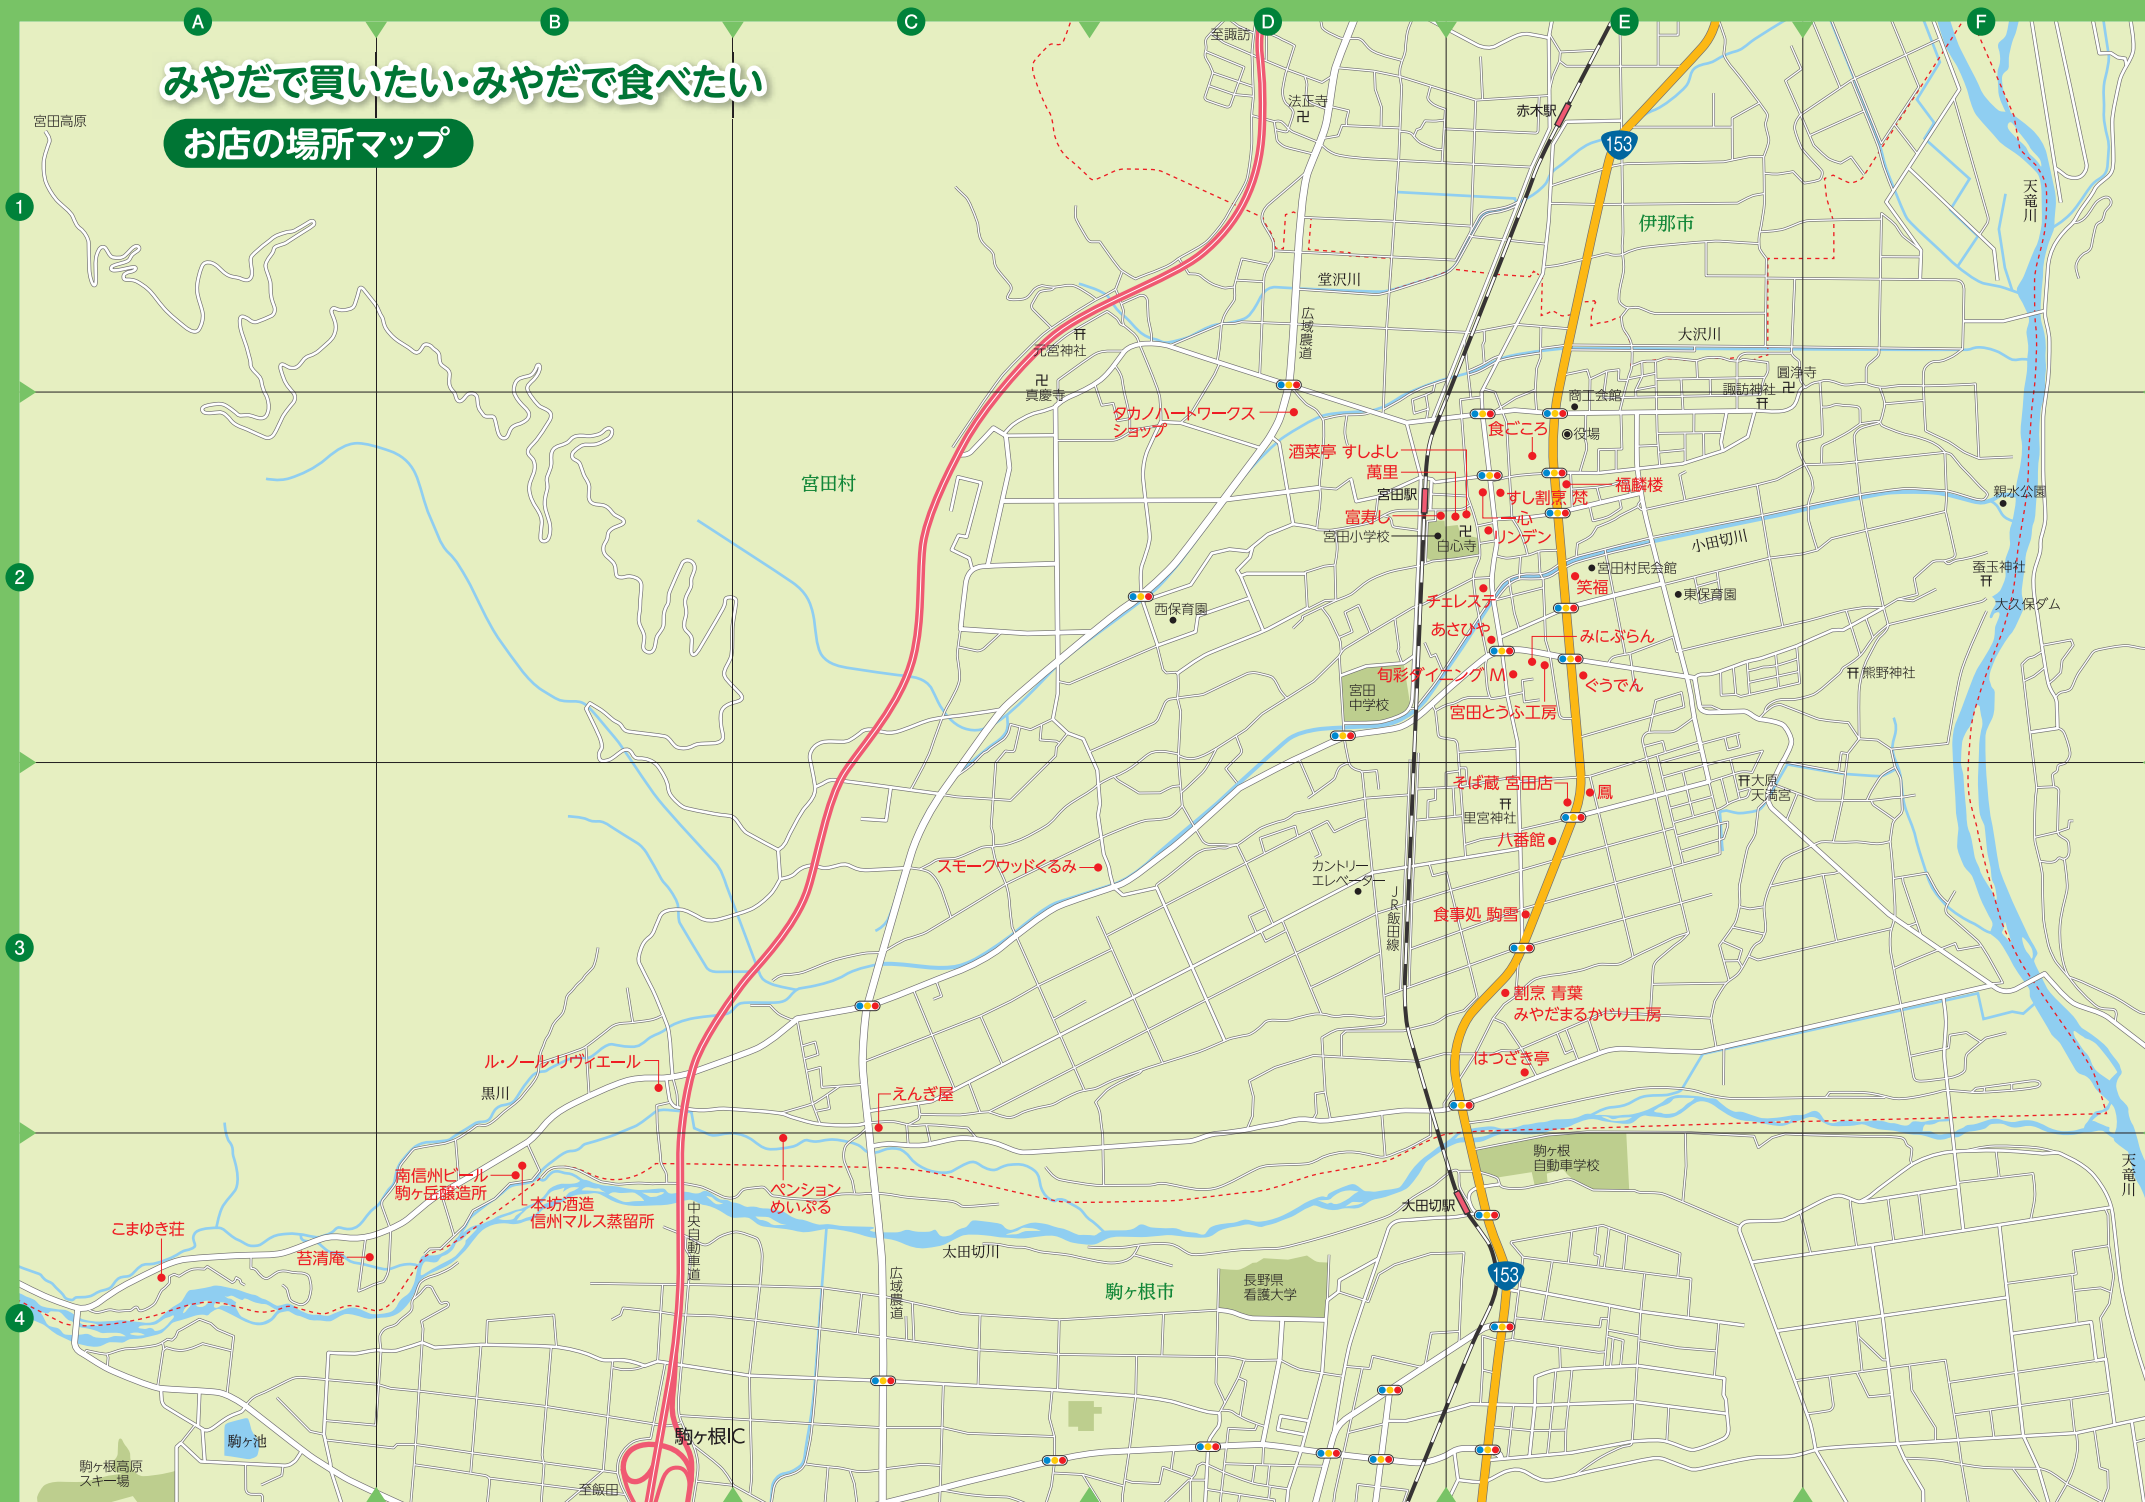 A
B
C
D
E
F
みやだで買いたい・みやだで食べたい
お店の場所マップ
1
2
3
4
宮田高原
至諏訪
法正寺
赤木駅
153
伊那市
天竜川
堂沢川
広域農道
大沢川
元宮神社
真慶寺
圓浄寺
諏訪神社
商工会館
タカノハートワークス
ショップ
食ごころ
役場
酒菜亭 すしよし
萬里
宮田駅
福麟楼
すし割烹 梵
宮田村
親水公園
富寿し
一心
宮田小学校
リンデン
白心寺
小田切川
宮田村民会館
笑福
蚕玉神社
チェレステ
東保育園
大久保ダム
西保育園
あさひや
みにぶらん
旬彩ダイニング M
ぐうでん
熊野神社
宮田
中学校
宮田とうふ工房
そば蔵 宮田店
鳳
大原
天満宮
里宮神社
八番館
スモークウッドくるみ
カントリー
エレベーター
JR飯田線
食事処 駒雪
割烹 青葉
みやだまるかじり工房
はつざき亭
ル・ノール・リヴィエール
黒川
えんぎ屋
駒ヶ根
自動車学校
天竜川
南信州ビール
駒ヶ岳醸造所
本坊酒造
信州マルス蒸留所
ペンション
めいぷる
中央自動車道
大田切駅
こまゆき荘
苔清庵
太田切川
広域農道
駒ヶ根市
長野県
看護大学
153
駒ヶ池
駒ヶ根IC
駒ヶ根高原
スキー場
至飯田